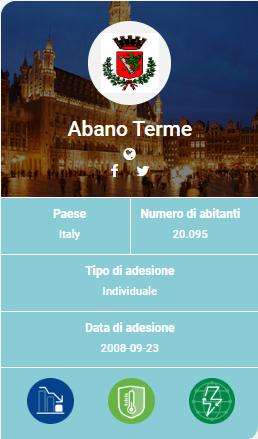 Abano Terme
Paese
Italy
Numero di abitanti
20.095
Tipo di adesione
Individuale
Data di adesione
2008-09-23